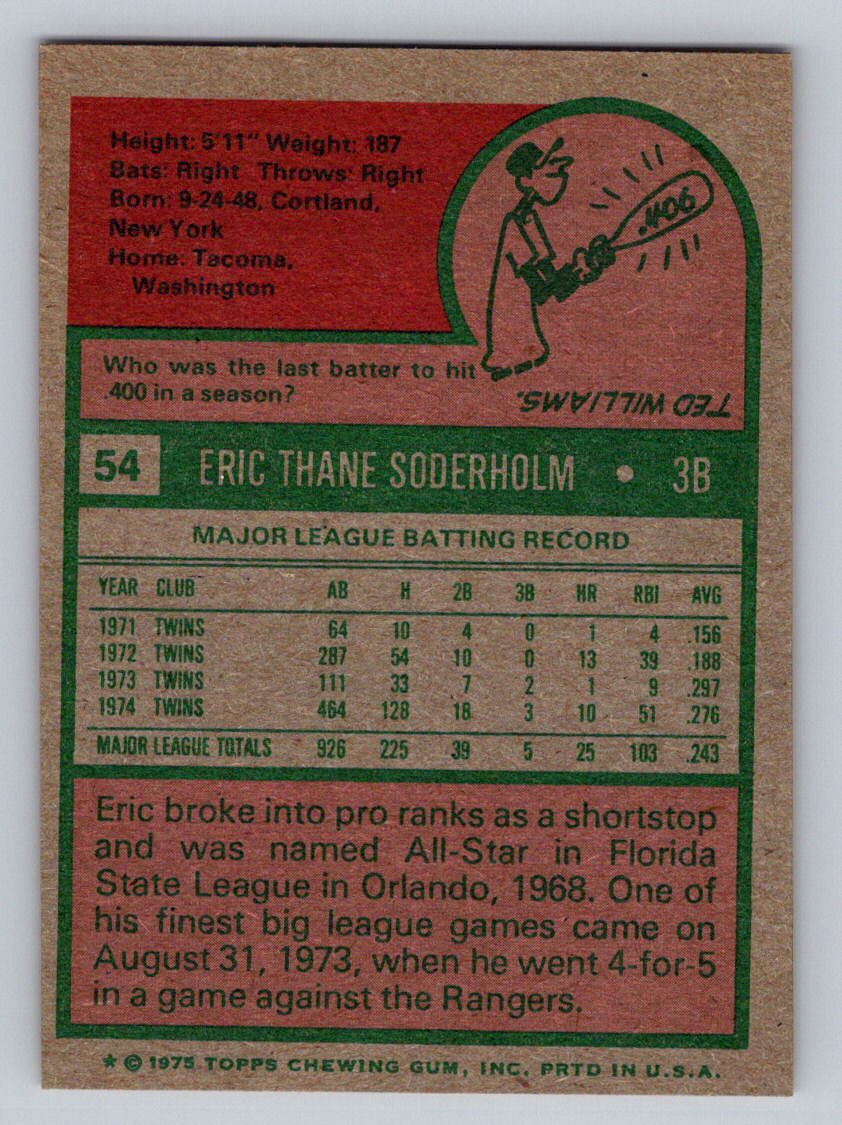 Height: 5'11" Weight: 187
Bats: Right Throws: Right
Born: 9-24-48, Cortland,
New York
Home: Tacoma,
Washington
.406
Who was the last batter to hit
.400 in a season?
TED WILLIAMS.
54 ERIC THANE SODERHOLM • 3B
MAJOR LEAGUE BATTING RECORD
YEAR CLUB AB H 2B 3B HR RBI AVG
1971 TWINS 64 10 4 0 1 4 .156
1972 TWINS 287 54 10 0 13 39 .188
1973 TWINS 111 33 7 2 1 9 .297
1974 TWINS 464 128 18 3 10 51 .276
MAJOR LEAGUE TOTALS 926 225 39 5 25 103 .243
Eric broke into pro ranks as a shortstop
and was named All-Star in Florida
State League in Orlando, 1968. One of
his finest big league games came on
August 31, 1973, when he went 4-for-5
in a game against the Rangers.
* © 1975 TOPPS CHEWING GUM, INC. PRTD IN U.S.A.